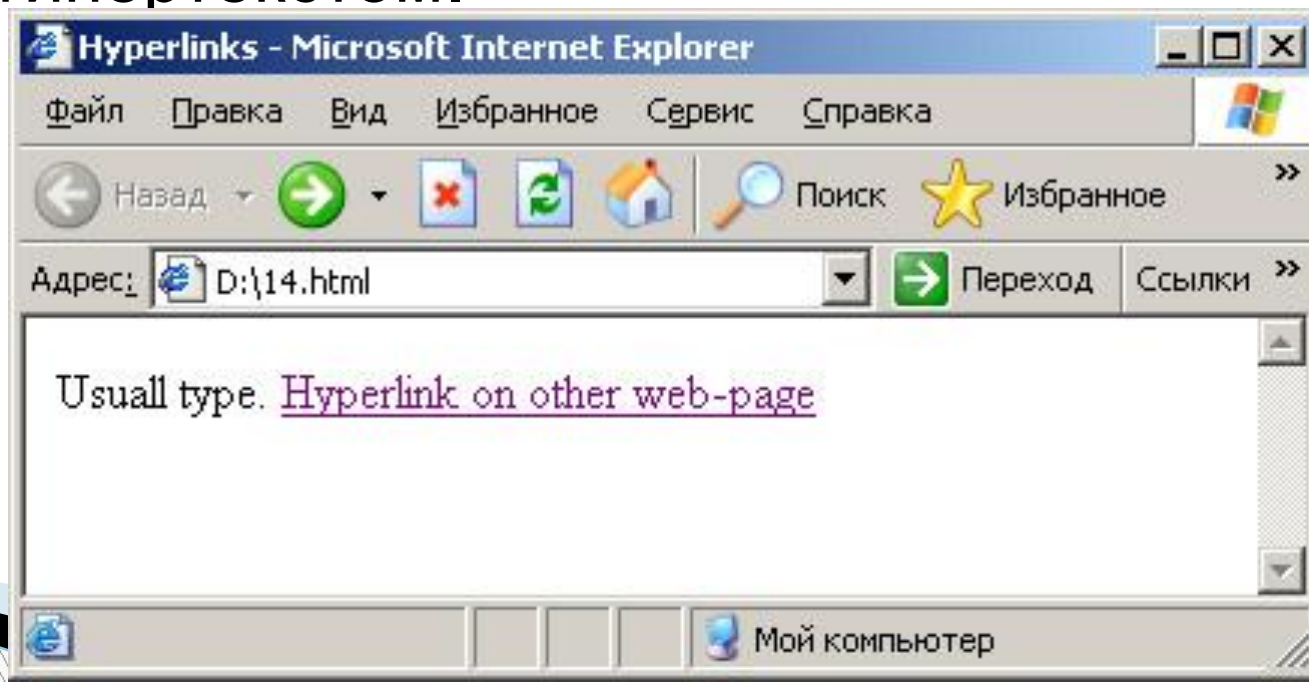 гипертекстом.
Hyperlinks - Microsoft Internet Explorer
Файл Правка Вид Избранное Сервис Справка
Назад Поиск Избранное »
Адрес: D:\14.html Переход Ссылки »
Usuall type. Hyperlink on other web-page
Мой компьютер